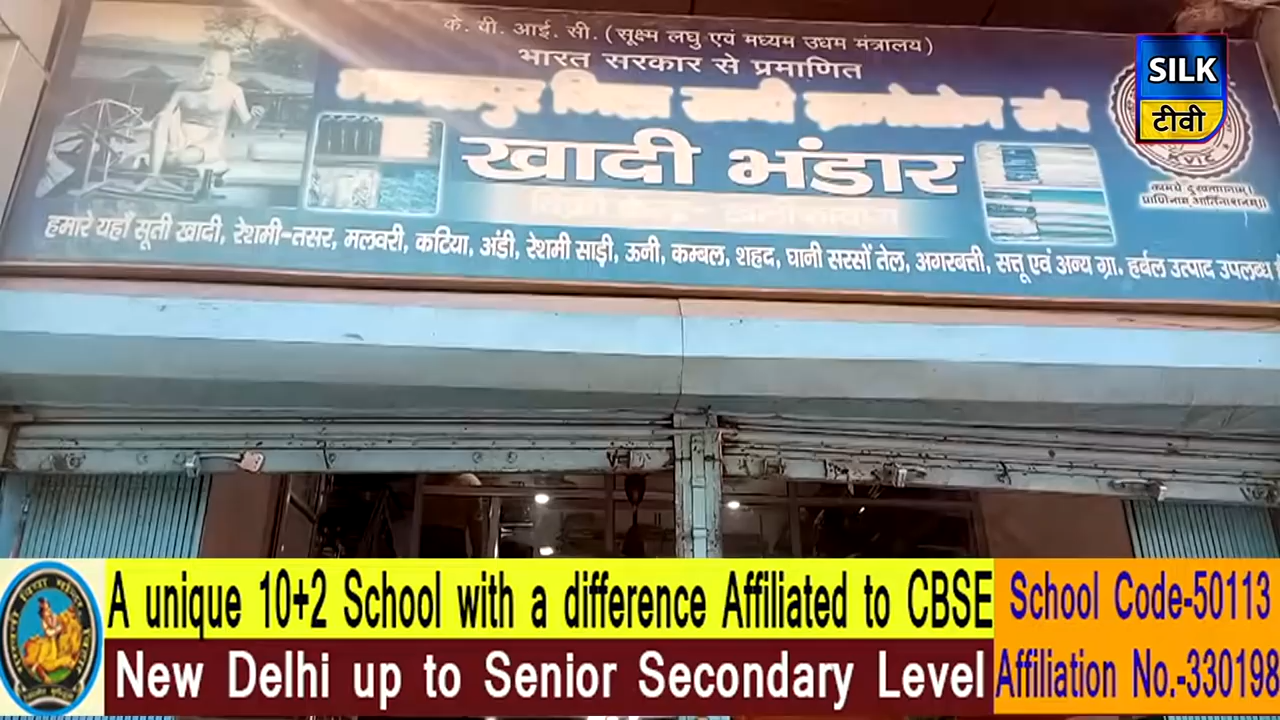 के. वी. आई. सी. (सूक्ष्म लघु एवं मध्यम उधम मंत्रालय)
भारत सरकार से प्रमाणित
खादी भंडार
हमारे यहाँ सूती खादी, रेशमी-तसर, मलवरी, कटिया, अंडी, रेशमी साड़ी, ऊनी, कम्बल, शहद, घानी सरसों तेल, अगरबत्ती, सत्तू एवं अन्य ग्रा. हर्बल उत्पाद उपलब्ध
KVIC
SILK
टीवी
A unique 10+2 School with a difference Affiliated to CBSE
New Delhi up to Senior Secondary Level
School Code-50113
Affiliation No.-330198